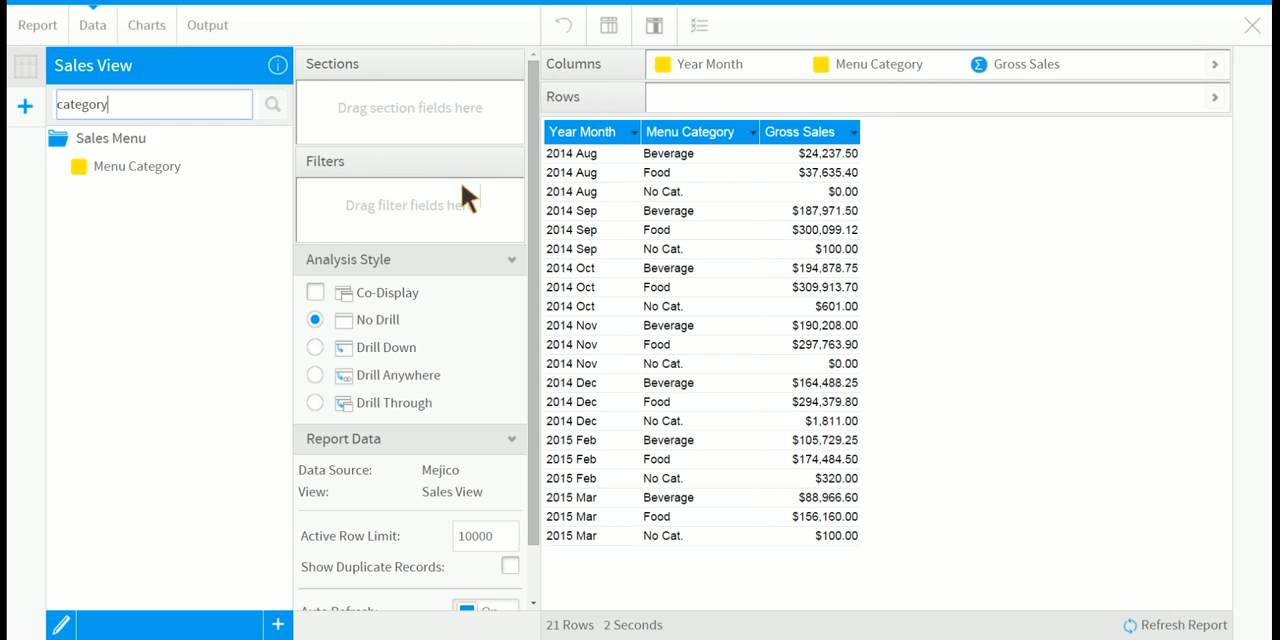 Report Data Charts Output
Sales View
category
Sales Menu
Menu Category
Sections
Drag section fields here
Filters
Drag filter fields here
Analysis Style
Co-Display
No Drill
Drill Down
Drill Anywhere
Drill Through
Report Data
Data Source: Mejico
View: Sales View
Active Row Limit: 10000
Show Duplicate Records:
Auto Refresh: On
Columns Year Month Menu Category Gross Sales
Rows
Year Month Menu Category Gross Sales
2014 Aug Beverage $24,237.50
2014 Aug Food $37,635.40
2014 Aug No Cat. $0.00
2014 Sep Beverage $187,971.50
2014 Sep Food $300,099.12
2014 Sep No Cat. $100.00
2014 Oct Beverage $194,878.75
2014 Oct Food $309,913.70
2014 Oct No Cat. $601.00
2014 Nov Beverage $190,208.00
2014 Nov Food $297,763.90
2014 Nov No Cat. $0.00
2014 Dec Beverage $164,488.25
2014 Dec Food $294,379.80
2014 Dec No Cat. $1,811.00
2015 Feb Beverage $105,729.25
2015 Feb Food $174,484.50
2015 Feb No Cat. $320.00
2015 Mar Beverage $88,966.60
2015 Mar Food $156,160.00
2015 Mar No Cat. $100.00
21 Rows 2 Seconds Refresh Report